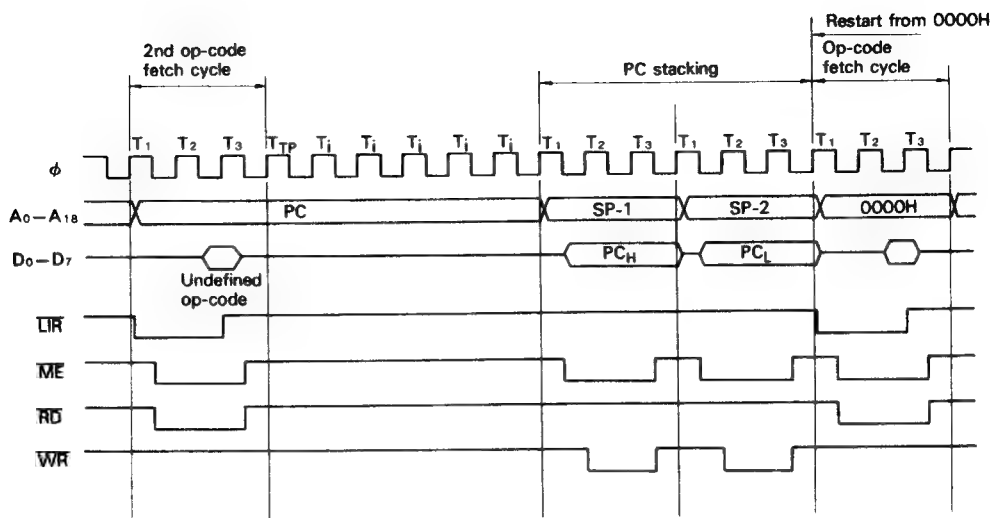 Restart from 0000H
2nd op-code
fetch cycle
PC stacking
Op-code
fetch cycle
T1 T2 T3 TTP Ti Ti Ti Ti Ti T1 T2 T3 T1 T2 T3 T1 T2 T3
φ
A0–A18 PC SP-1 SP-2 0000H
D0–D7 PCH PCL
Undefined
op-code
LIR
ME
RD
WR